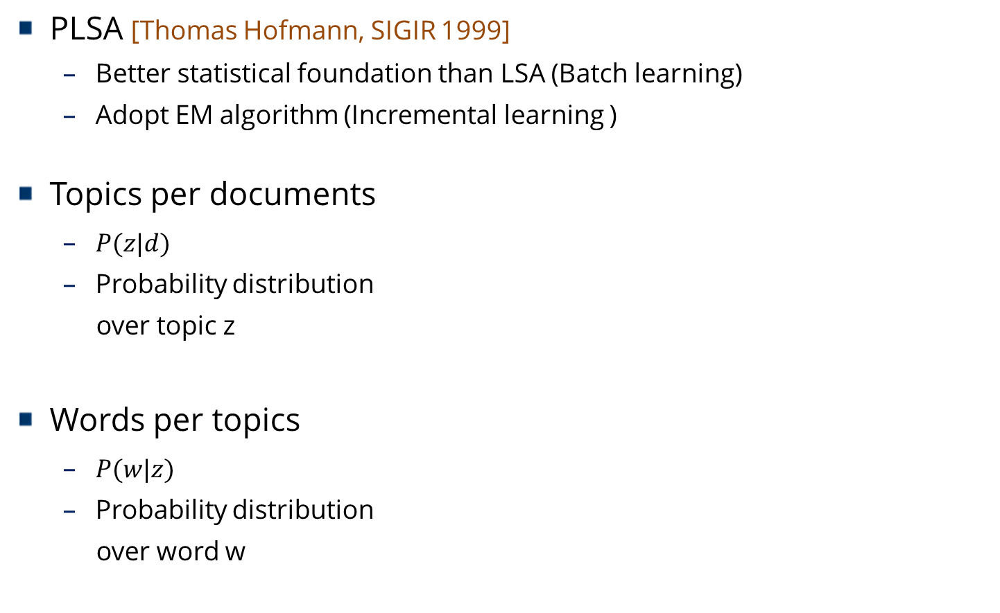 PLSA [Thomas Hofmann, SIGIR 1999]
– Better statistical foundation than LSA (Batch learning)
– Adopt EM algorithm (Incremental learning )
Topics per documents
– P(z|d)
– Probability distribution
over topic z
Words per topics
– P(w|z)
– Probability distribution
over word w